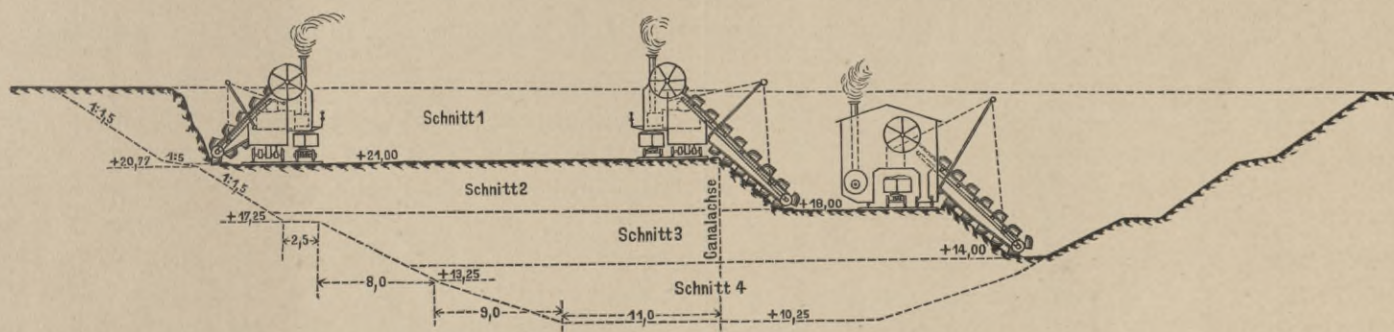 1:1,5
Schnitt 1
1:5
+20,77
+21,00
1:1,5
Schnitt 2
+17,25
+18,00
2,5
Schnitt 3
Canalachse
+14,00
+13,25
8,0
Schnitt 4
9,0
11,0
+10,25